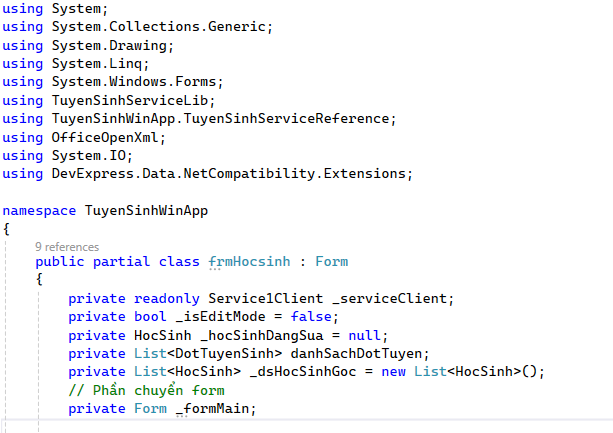 using System;
using System.Collections.Generic;
using System.Drawing;
using System.Linq;
using System.Windows.Forms;
using TuyenSinhServiceLib;
using TuyenSinhWinApp.TuyenSinhServiceReference;
using OfficeOpenXml;
using System.IO;
using DevExpress.Data.NetCompatibility.Extensions;

namespace TuyenSinhWinApp
{
9 references
public partial class frmHocsinh : Form
{
private readonly Service1Client _serviceClient;
private bool _isEditMode = false;
private HocSinh _hocSinhDangSua = null;
private List<DotTuyenSinh> danhSachDotTuyen;
private List<HocSinh> _dsHocSinhGoc = new List<HocSinh>();
// Phần chuyển form
private Form _formMain;